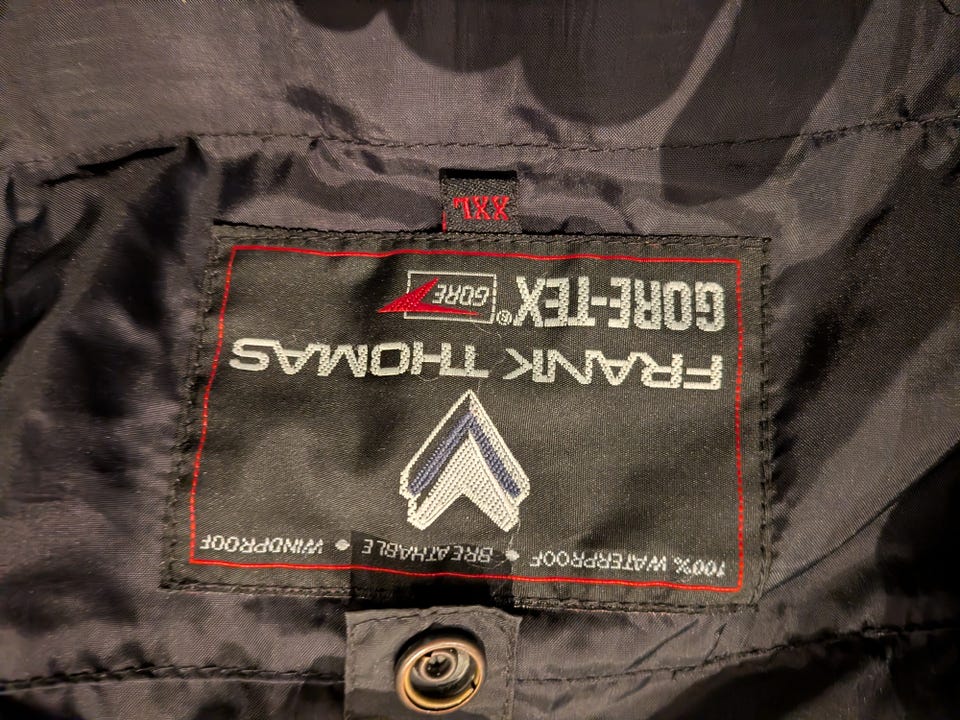 100% WATERPROOF • BREATHABLE • WINDPROOF
FRANK THOMAS
GORE-TEX® GORE
XXL